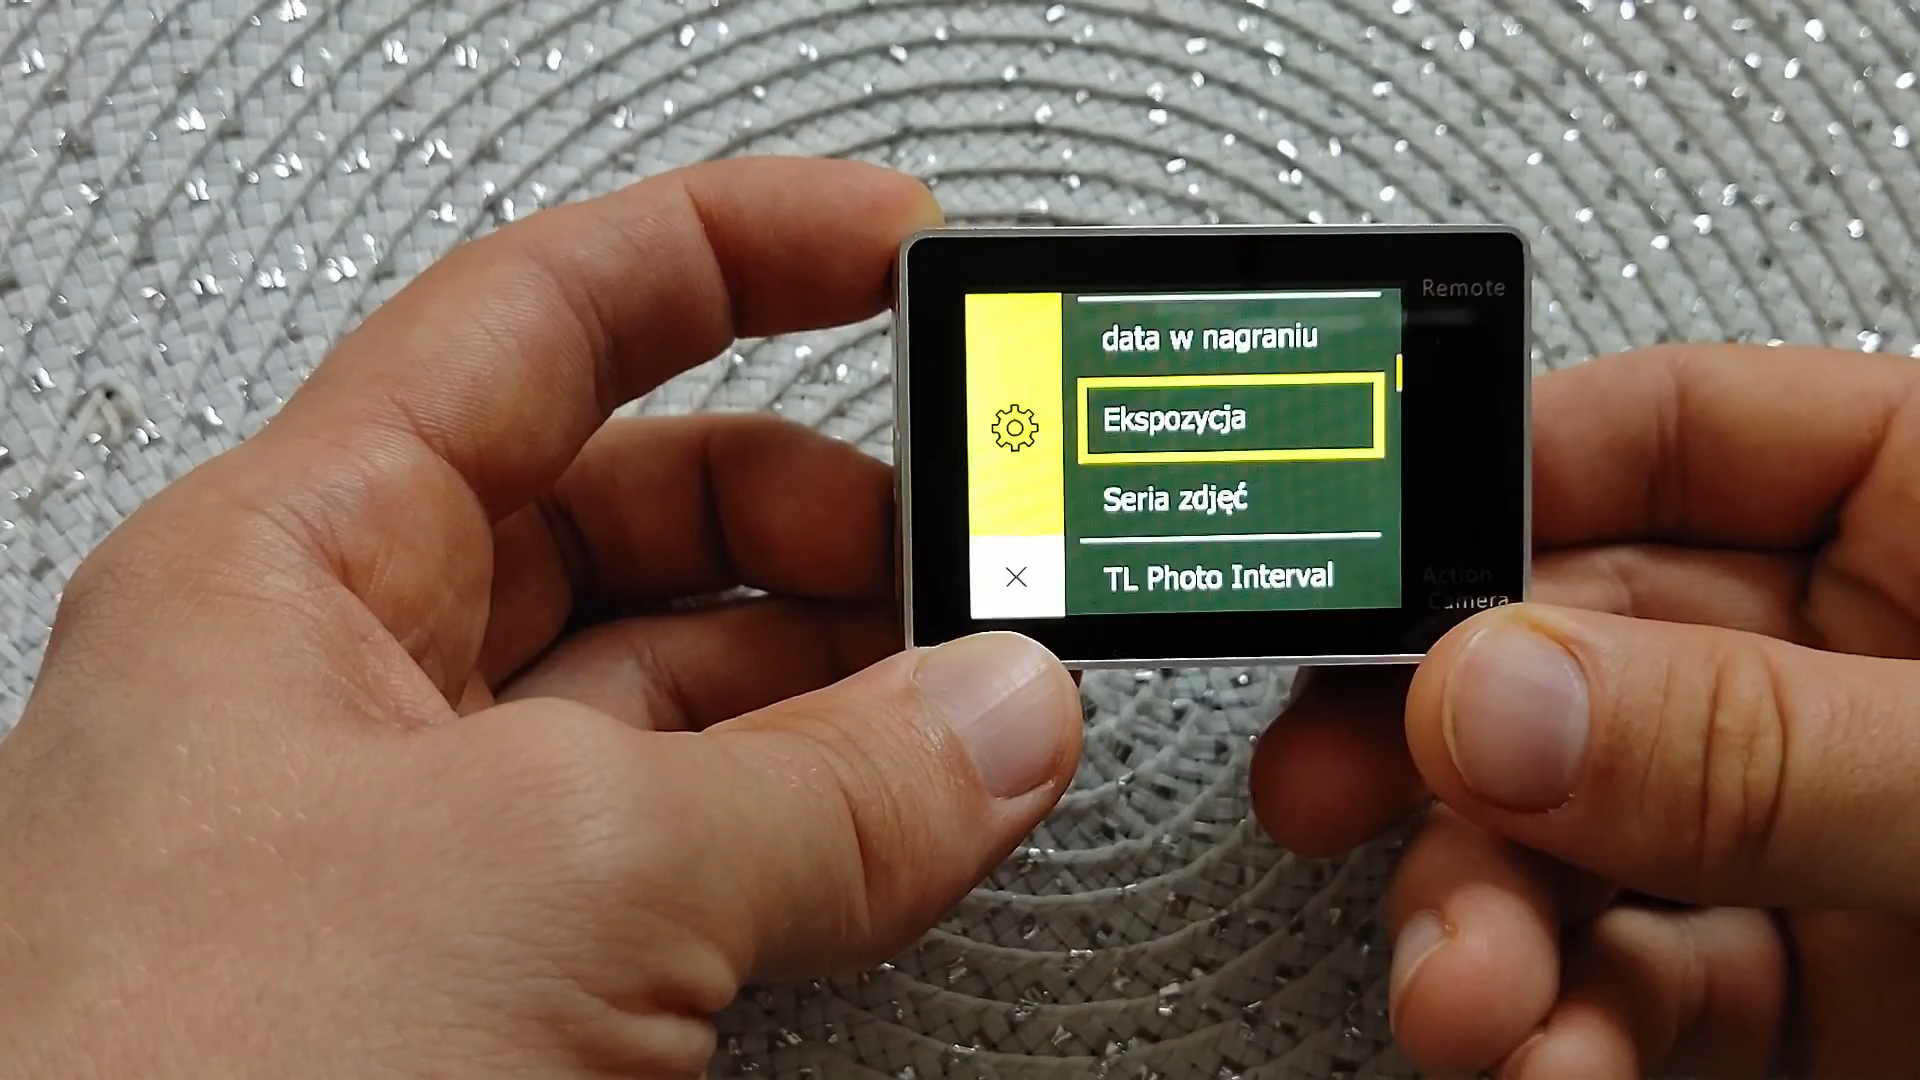 Remote
data w nagraniu
Ekspozycja
Seria zdjęć
TL Photo Interval
Action
Camera